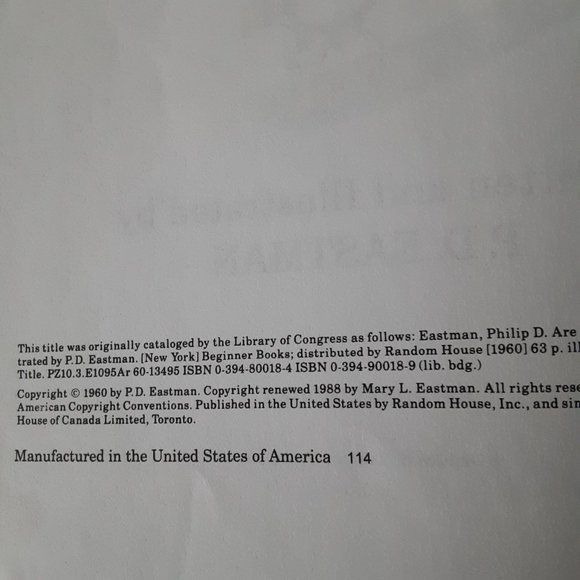 This title was originally cataloged by the Library of Congress as follows: Eastman, Philip D. Are
trated by P.D. Eastman. [New York] Beginner Books; distributed by Random House [1960] 63 p. ill
Title. PZ10.3.E1095Ar 60-13495 ISBN 0-394-80018-4 ISBN 0-394-90018-9 (lib. bdg.)
Copyright © 1960 by P.D. Eastman. Copyright renewed 1988 by Mary L. Eastman. All rights rese
American Copyright Conventions. Published in the United States by Random House, Inc., and sim
House of Canada Limited, Toronto.
Manufactured in the United States of America 114